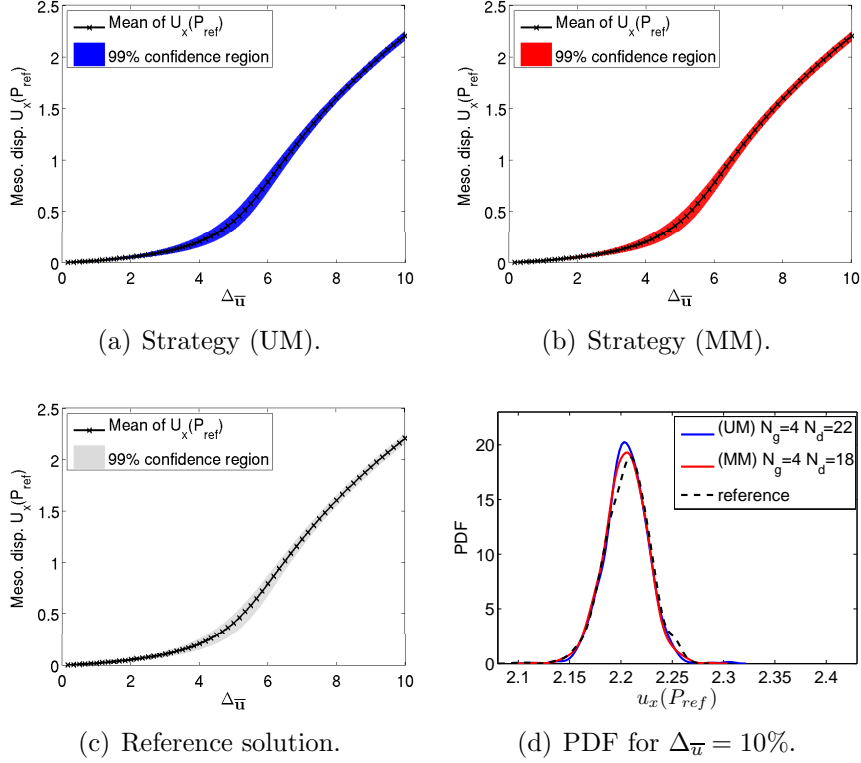 2.5
2
1.5
1
0.5
0
Meso. disp. U_x(P_ref)
Mean of U_x(P_ref)
99% confidence region
0 2 4 6 8 10
Δ_u̅
(a) Strategy (UM).
2.5
2
1.5
1
0.5
0
Meso. disp. U_x(P_ref)
Mean of U_x(P_ref)
99% confidence region
0 2 4 6 8 10
Δ_u̅
(b) Strategy (MM).
2.5
2
1.5
1
0.5
0
Meso. disp. U_x(P_ref)
Mean of U_x(P_ref)
99% confidence region
0 2 4 6 8 10
Δ_u̅
(c) Reference solution.
20
15
10
5
0
PDF
(UM) N_g=4 N_d=22
(MM) N_g=4 N_d=18
reference
2.1 2.15 2.2 2.25 2.3 2.35 2.4
u_x(P_ref)
(d) PDF for Δ_u̅ = 10%.